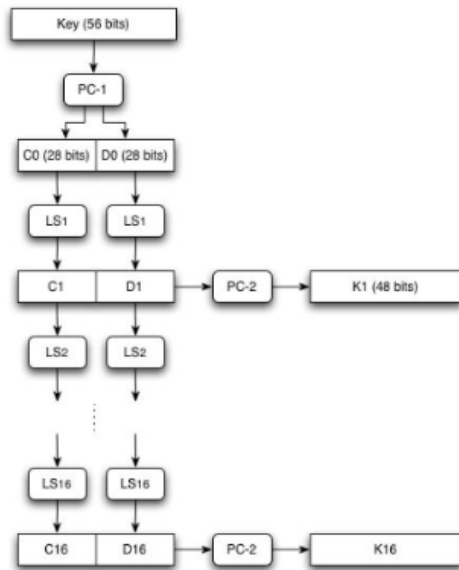 Key (56 bits)
PC-1
C0 (28 bits) D0 (28 bits)
LS1 LS1
C1 D1 PC-2 K1 (48 bits)
LS2 LS2
LS16 LS16
C16 D16 PC-2 K16